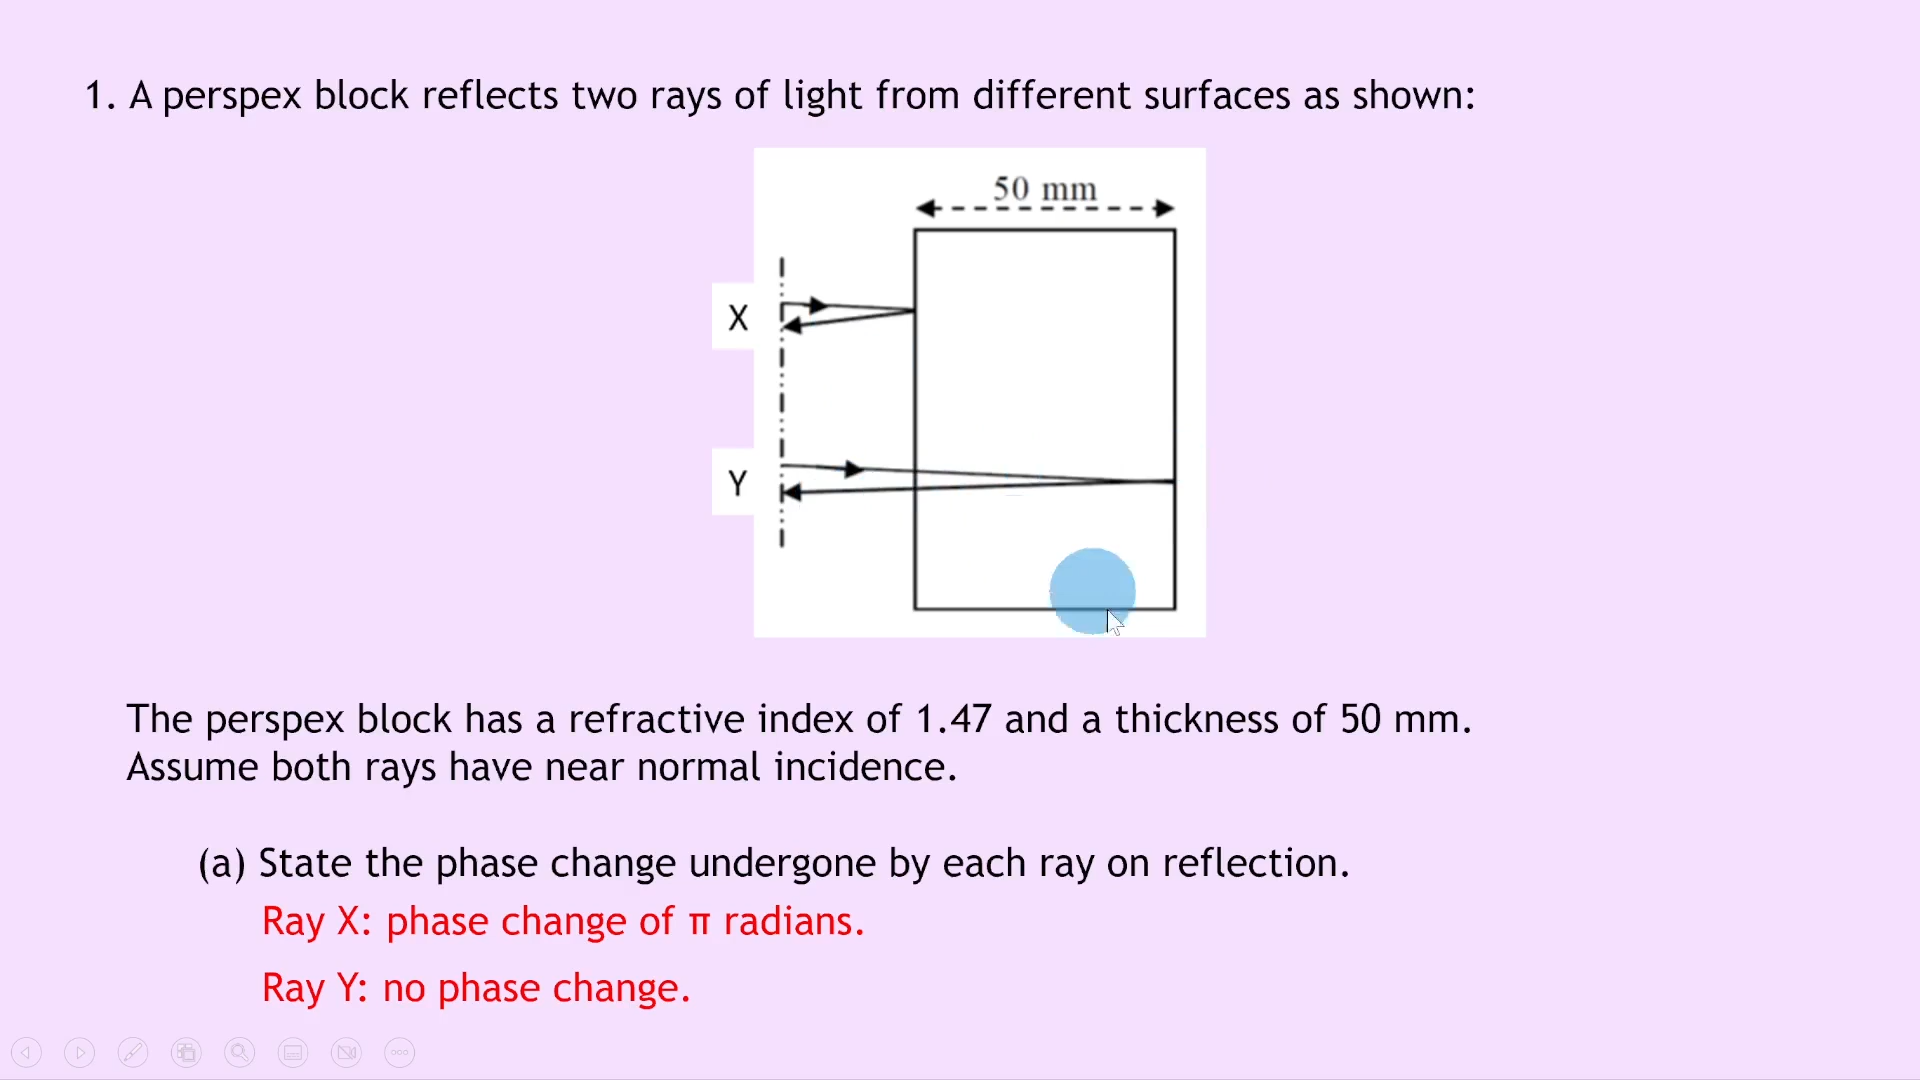 1. A perspex block reflects two rays of light from different surfaces as shown:
50 mm
X
Y
The perspex block has a refractive index of 1.47 and a thickness of 50 mm.
Assume both rays have near normal incidence.
(a) State the phase change undergone by each ray on reflection.
Ray X: phase change of π radians.
Ray Y: no phase change.